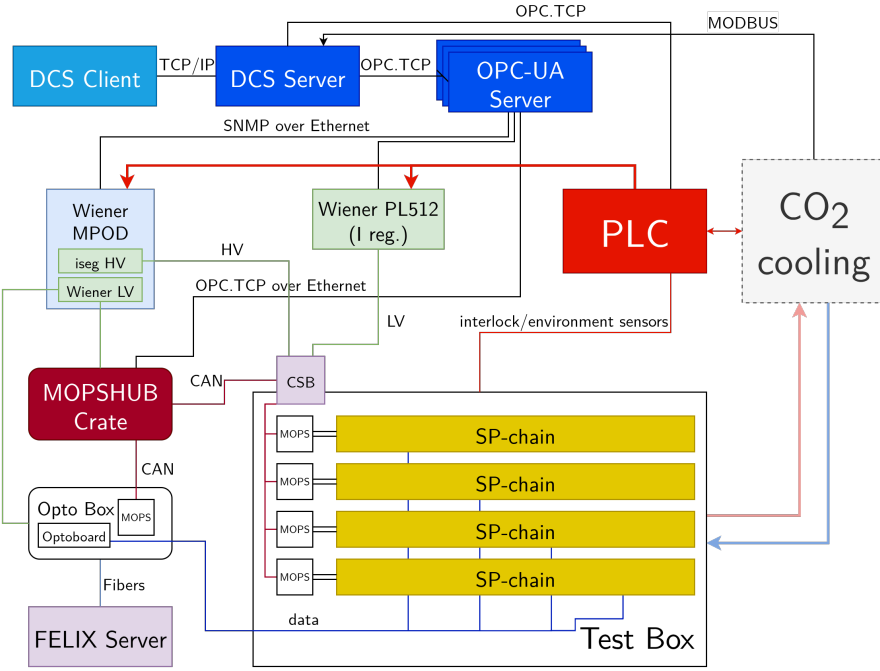 OPC.TCP
MODBUS
DCS Client
TCP/IP
DCS Server
OPC.TCP
OPC-UA
Server
SNMP over Ethernet
Wiener
MPOD
iseg HV
Wiener LV
HV
Wiener PL512
(I reg.)
PLC
CO2
cooling
OPC.TCP over Ethernet
LV
interlock/environment sensors
MOPSHUB
Crate
CAN
CSB
CAN
MOPS
SP-chain
MOPS
SP-chain
MOPS
SP-chain
MOPS
SP-chain
Opto Box
MOPS
Optoboard
Fibers
data
FELIX Server
Test Box